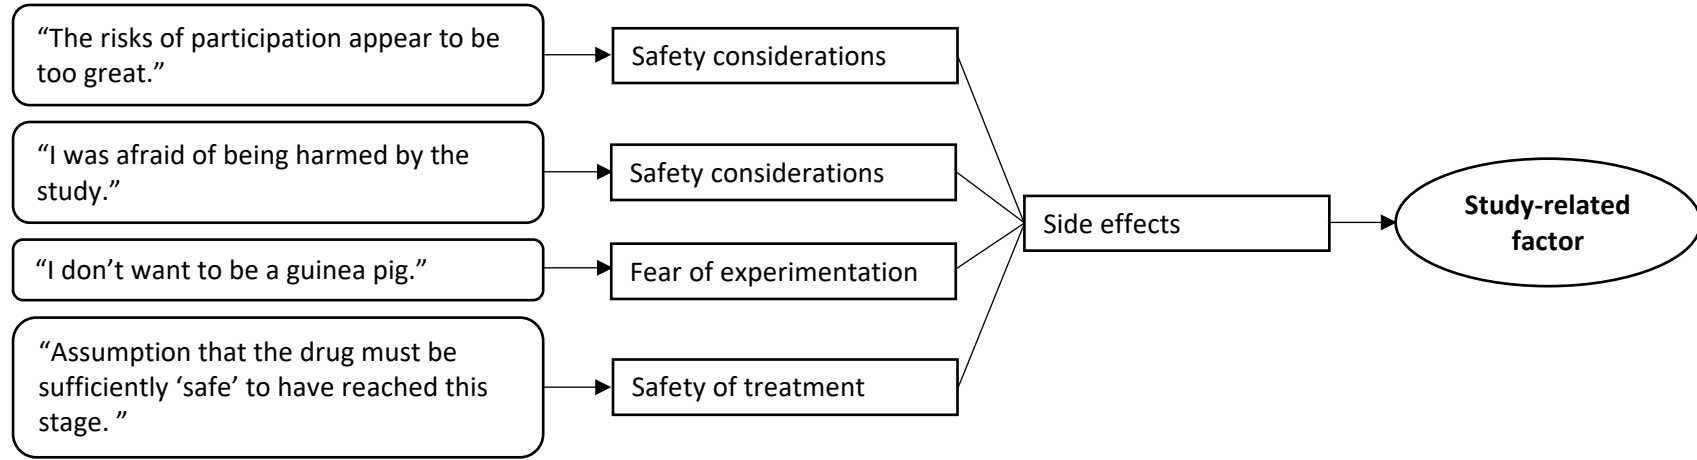 “The risks of participation appear to be
too great.”
Safety considerations
“I was afraid of being harmed by the
study.”
Safety considerations
“I don’t want to be a guinea pig.”
Fear of experimentation
“Assumption that the drug must be
sufficiently ‘safe’ to have reached this
stage. ”
Safety of treatment
Side effects
Study-related
factor